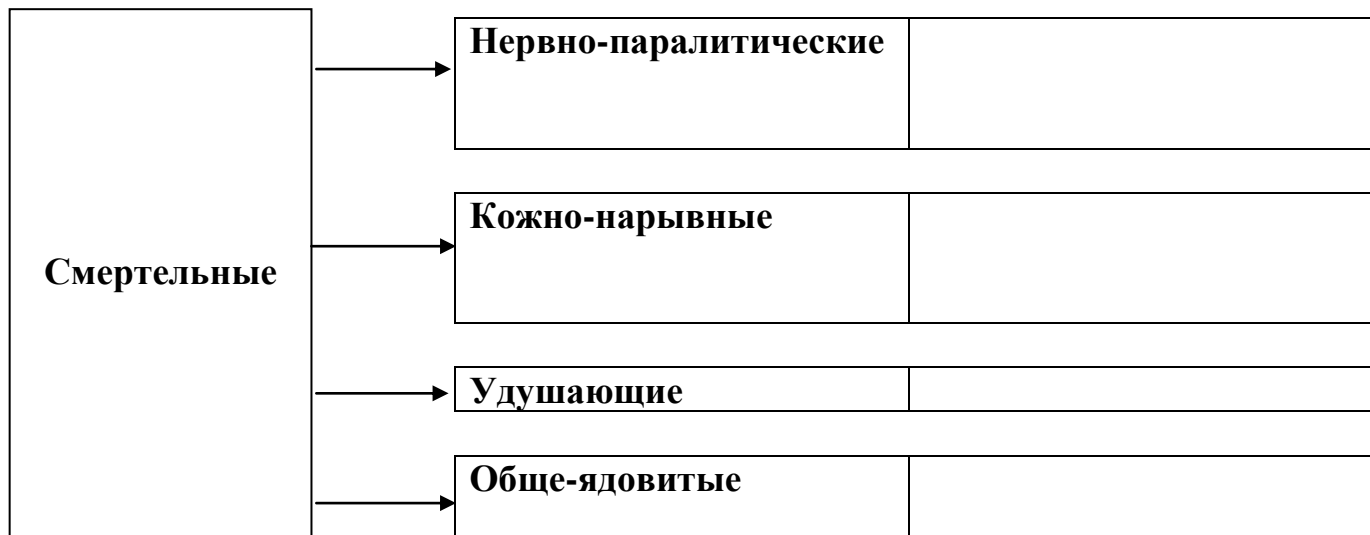 Нервно-паралитические
Кожно-нарывные
Смертельные
Удушающие
Обще-ядовитые